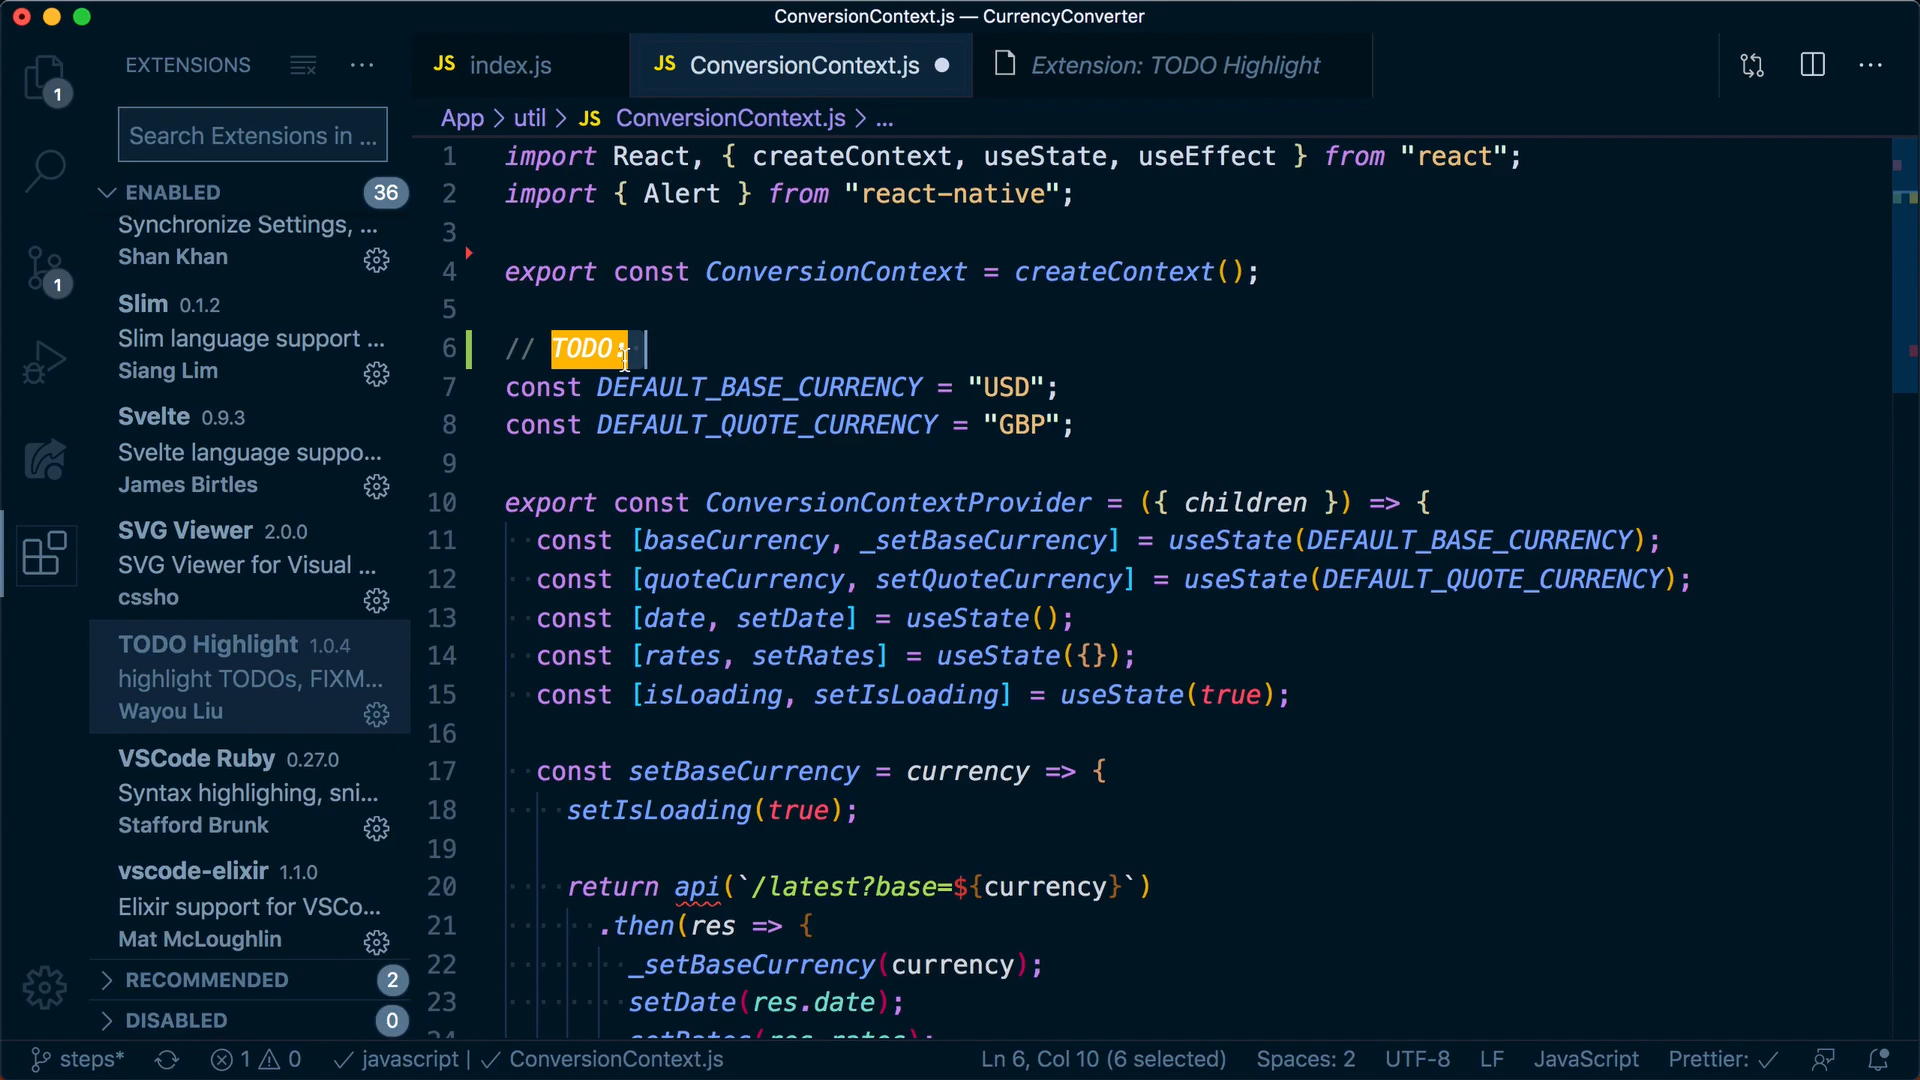 ConversionContext.js — CurrencyConverter
EXTENSIONS
Search Extensions in ...
ENABLED 36
Synchronize Settings, ...
Shan Khan
Slim 0.1.2
Slim language support ...
Siang Lim
Svelte 0.9.3
Svelte language suppo...
James Birtles
SVG Viewer 2.0.0
SVG Viewer for Visual ...
cssho
TODO Highlight 1.0.4
highlight TODOs, FIXM...
Wayou Liu
VSCode Ruby 0.27.0
Syntax highlighing, sni...
Stafford Brunk
vscode-elixir 1.1.0
Elixir support for VSCo...
Mat McLoughlin
RECOMMENDED 2
DISABLED 0
1
1
JS index.js
JS ConversionContext.js
Extension: TODO Highlight
App > util > JS ConversionContext.js > ...
1 import React, { createContext, useState, useEffect } from "react";
2 import { Alert } from "react-native";
3
4 export const ConversionContext = createContext();
5
6 // TODO:
7 const DEFAULT_BASE_CURRENCY = "USD";
8 const DEFAULT_QUOTE_CURRENCY = "GBP";
9
10 export const ConversionContextProvider = ({ children }) => {
11 const [baseCurrency, _setBaseCurrency] = useState(DEFAULT_BASE_CURRENCY);
12 const [quoteCurrency, setQuoteCurrency] = useState(DEFAULT_QUOTE_CURRENCY);
13 const [date, setDate] = useState();
14 const [rates, setRates] = useState({});
15 const [isLoading, setIsLoading] = useState(true);
16
17 const setBaseCurrency = currency => {
18 setIsLoading(true);
19
20 return api(`/latest?base=${currency}`)
21 .then(res => {
22 _setBaseCurrency(currency);
23 setDate(res.date);
24 setRates(res.rates);
steps* 1 0 javascript | ConversionContext.js Ln 6, Col 10 (6 selected) Spaces: 2 UTF-8 LF JavaScript Prettier: ✓